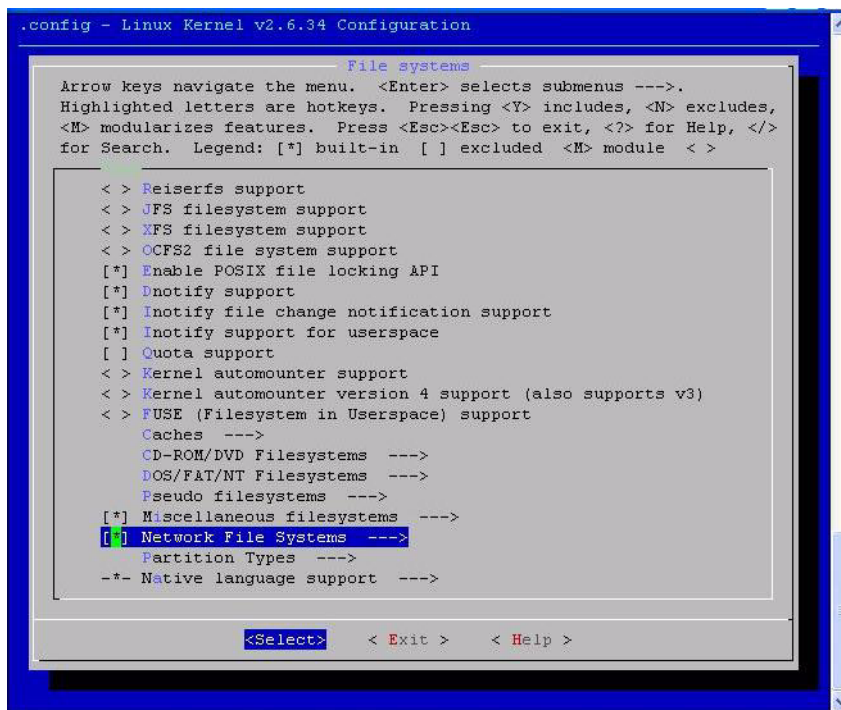 .config - Linux Kernel v2.6.34 Configuration
File systems
Arrow keys navigate the menu. <Enter> selects submenus --->.
Highlighted letters are hotkeys. Pressing <Y> includes, <N> excludes,
<M> modularizes features. Press <Esc><Esc> to exit, <?> for Help, </>
for Search. Legend: [*] built-in [ ] excluded <M> module < >
< > Reiserfs support
< > JFS filesystem support
< > XFS filesystem support
< > OCFS2 file system support
[*] Enable POSIX file locking API
[*] Dnotify support
[*] Inotify file change notification support
[*] Inotify support for userspace
[ ] Quota support
< > Kernel automounter support
< > Kernel automounter version 4 support (also supports v3)
< > FUSE (Filesystem in Userspace) support
Caches --->
CD-ROM/DVD Filesystems --->
DOS/FAT/NT Filesystems --->
Pseudo filesystems --->
[*] Miscellaneous filesystems --->
[*] Network File Systems --->
Partition Types --->
-*- Native language support --->
<Select> < Exit > < Help >